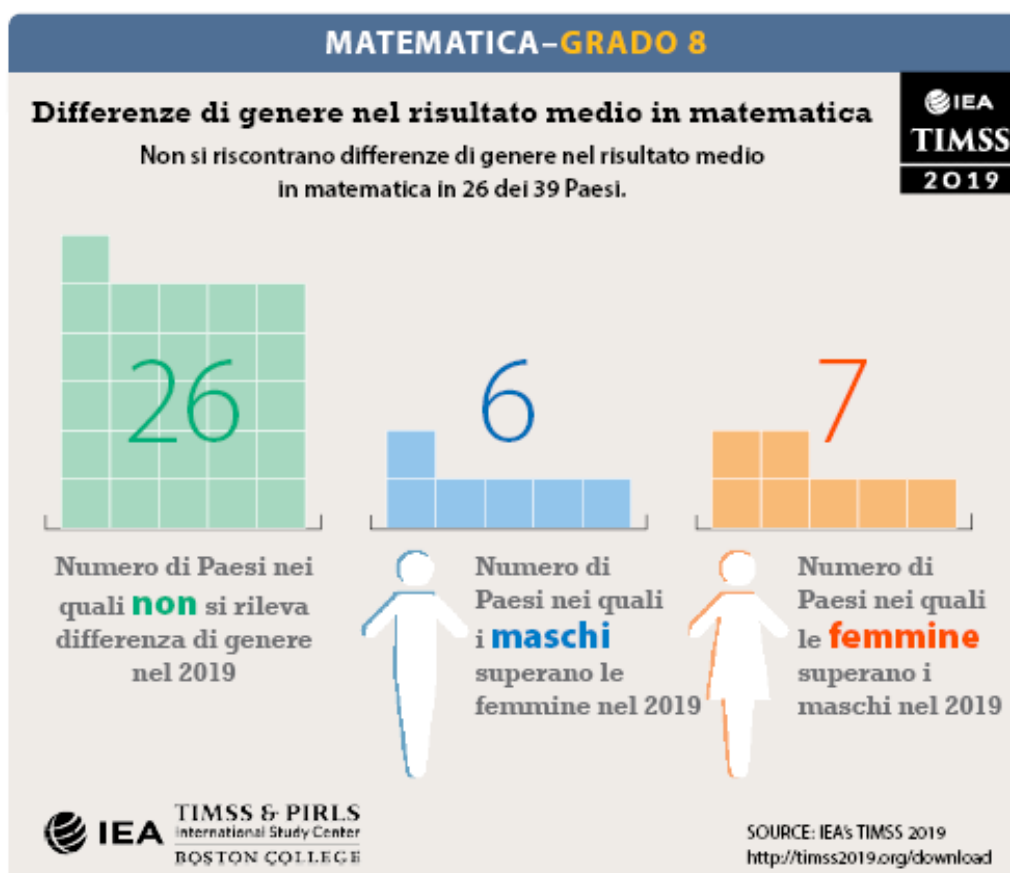 MATEMATICA–GRADO 8
IEA
TIMSS
2019
Differenze di genere nel risultato medio in matematica
Non si riscontrano differenze di genere nel risultato medio
in matematica in 26 dei 39 Paesi.
26
6
7
Numero di Paesi nei
quali non si rileva
differenza di genere
nel 2019
Numero di
Paesi nei quali
i maschi
superano le
femmine nel 2019
Numero di
Paesi nei quali
le femmine
superano i
maschi nel 2019
IEA
TIMSS & PIRLS
International Study Center
BOSTON COLLEGE
SOURCE: IEA's TIMSS 2019
http://timss2019.org/download